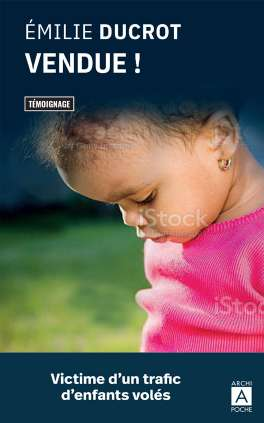 ÉMILIE DUCROT
VENDUE !
TÉMOIGNAGE
iStock
iStock
Victime d'un trafic
d'enfants volés
ARCHI
A
POCHE